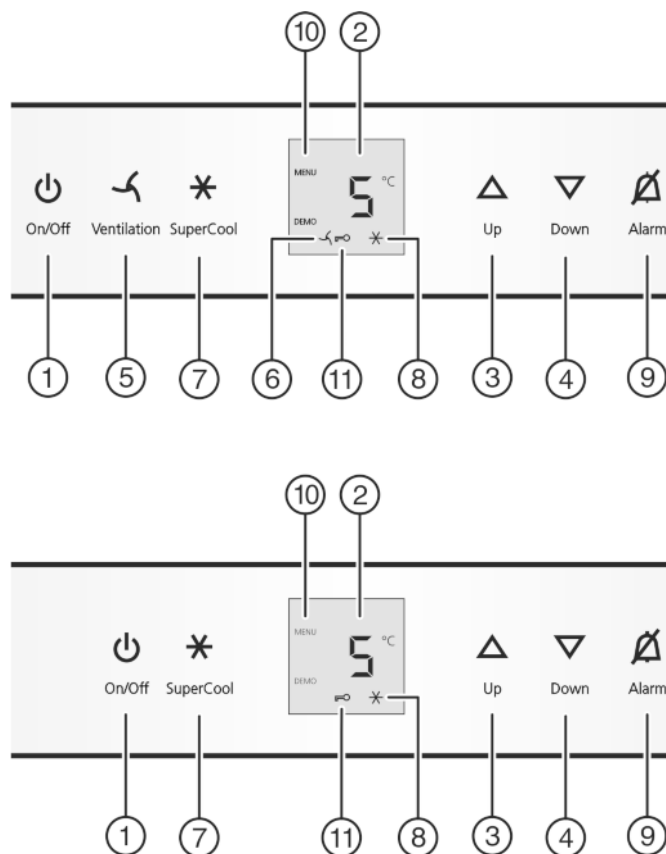 10 2
MENU
5 °C
On/Off Ventilation SuperCool
DEMO
Up Down Alarm
1 5 7 6 11 8 3 4 9
10 2
MENU
5 °C
DEMO
On/Off SuperCool
Up Down Alarm
1 7 11 8 3 4 9